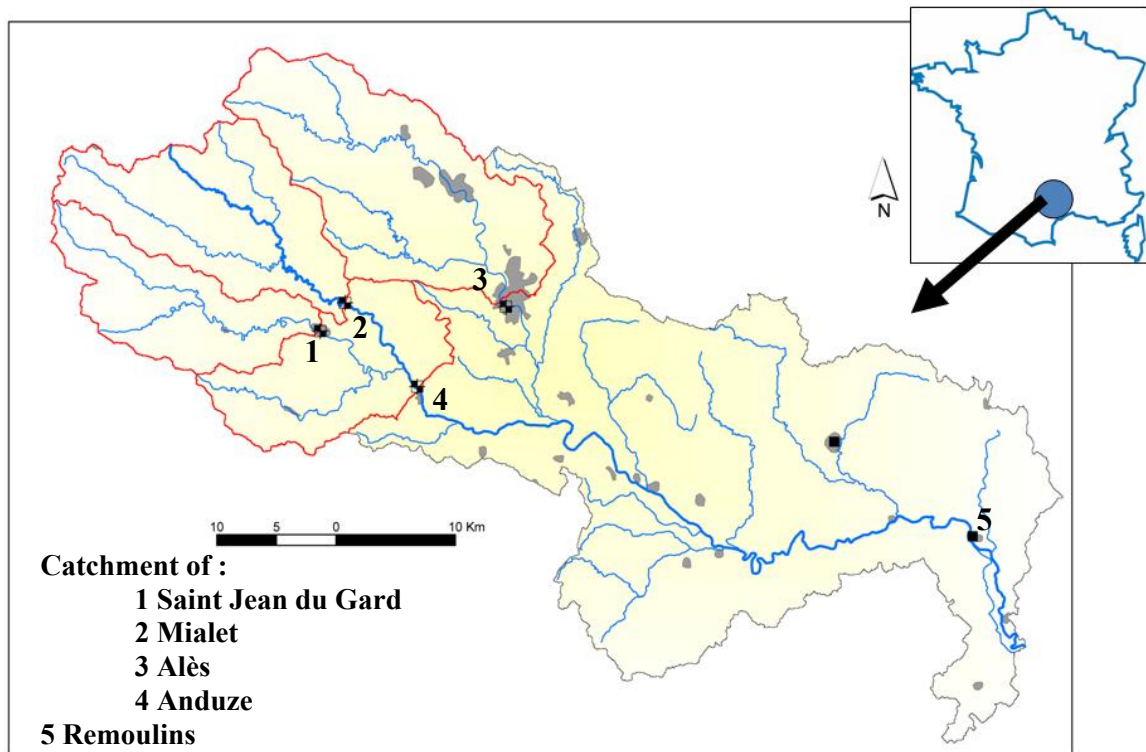 N
3
2
1
4
5
10 5 0 10 Km
Catchment of :
1 Saint Jean du Gard
2 Mialet
3 Alès
4 Anduze
5 Remoulins